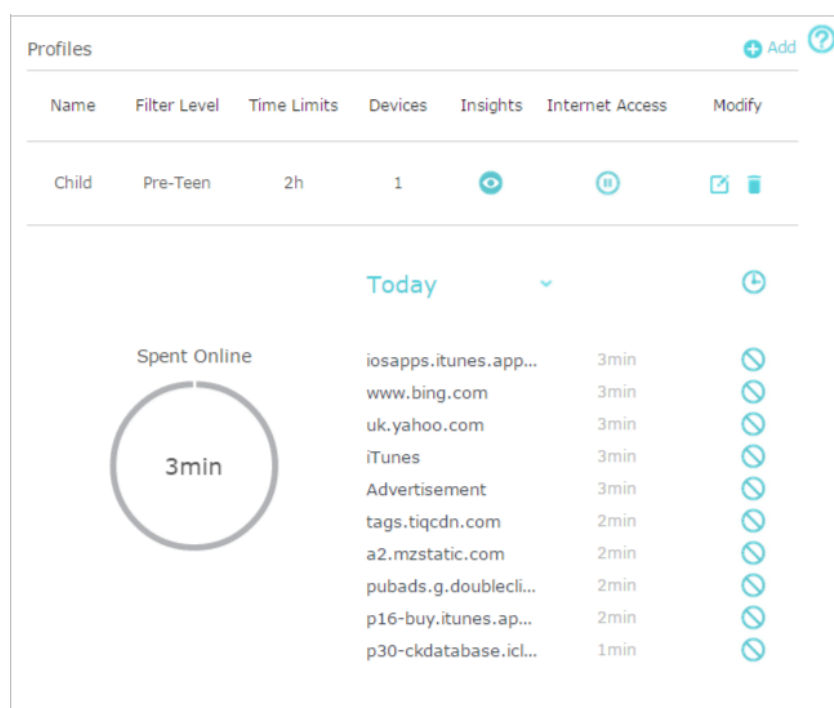 Profiles Add ?
Name Filter Level Time Limits Devices Insights Internet Access Modify
Child Pre-Teen 2h 1
Today
Spent Online
3min
iosapps.itunes.app... 3min
www.bing.com 3min
uk.yahoo.com 3min
iTunes 3min
Advertisement 3min
tags.tiqcdn.com 2min
a2.mzstatic.com 2min
pubads.g.doublecli... 2min
p16-buy.itunes.ap... 2min
p30-ckdatabase.icl... 1min